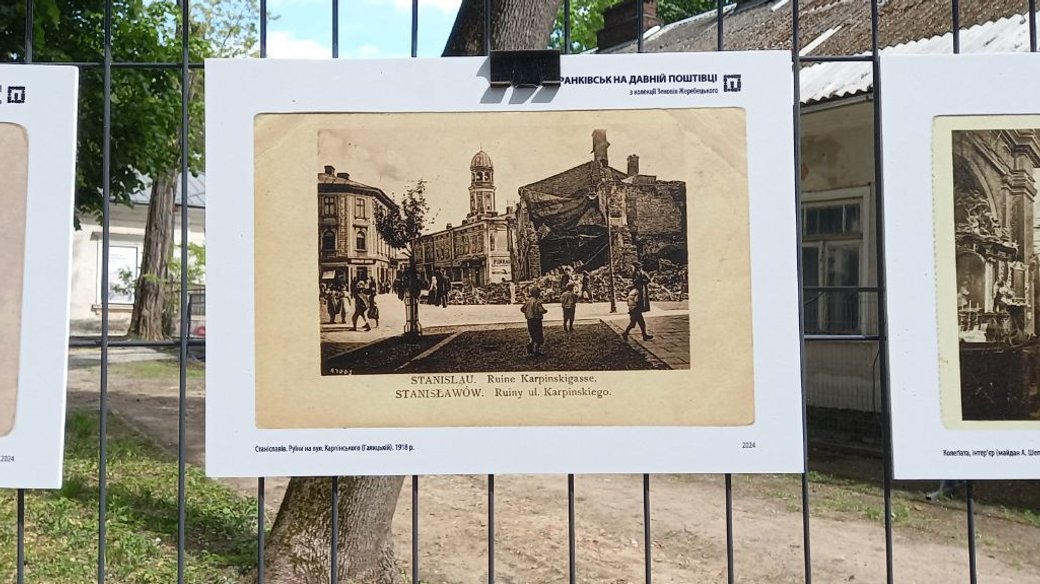 РАНКІВСЬК НА ДАВНІЙ ПОШТІВЦІ
з колекції Зеновія Жеребецького
STANISLAU. Ruine Karpinskigasse.
STANISŁAWÓW. Ruiny ul. Karpinskiego.
Станіславів. Руїни на вул. Карпінського (Галицькій). 1918 р.
2024
2024
Колегіата, інтер'єр (майдан А. Шеп